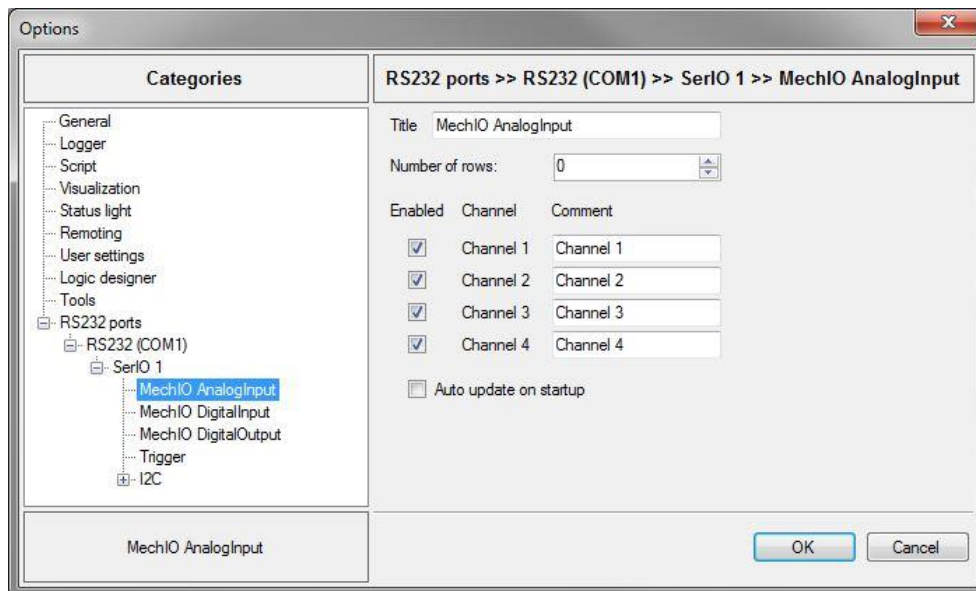 Options
Categories
RS232 ports >> RS232 (COM1) >> SerIO 1 >> MechIO AnalogInput
General
Logger
Script
Visualization
Status light
Remoting
User settings
Logic designer
Tools
RS232 ports
RS232 (COM1)
SerIO 1
MechIO AnalogInput
MechIO DigitalInput
MechIO DigitalOutput
Trigger
I2C
MechIO AnalogInput
Title MechIO AnalogInput
Number of rows: 0
Enabled Channel Comment
Channel 1 Channel 1
Channel 2 Channel 2
Channel 3 Channel 3
Channel 4 Channel 4
Auto update on startup
OK Cancel